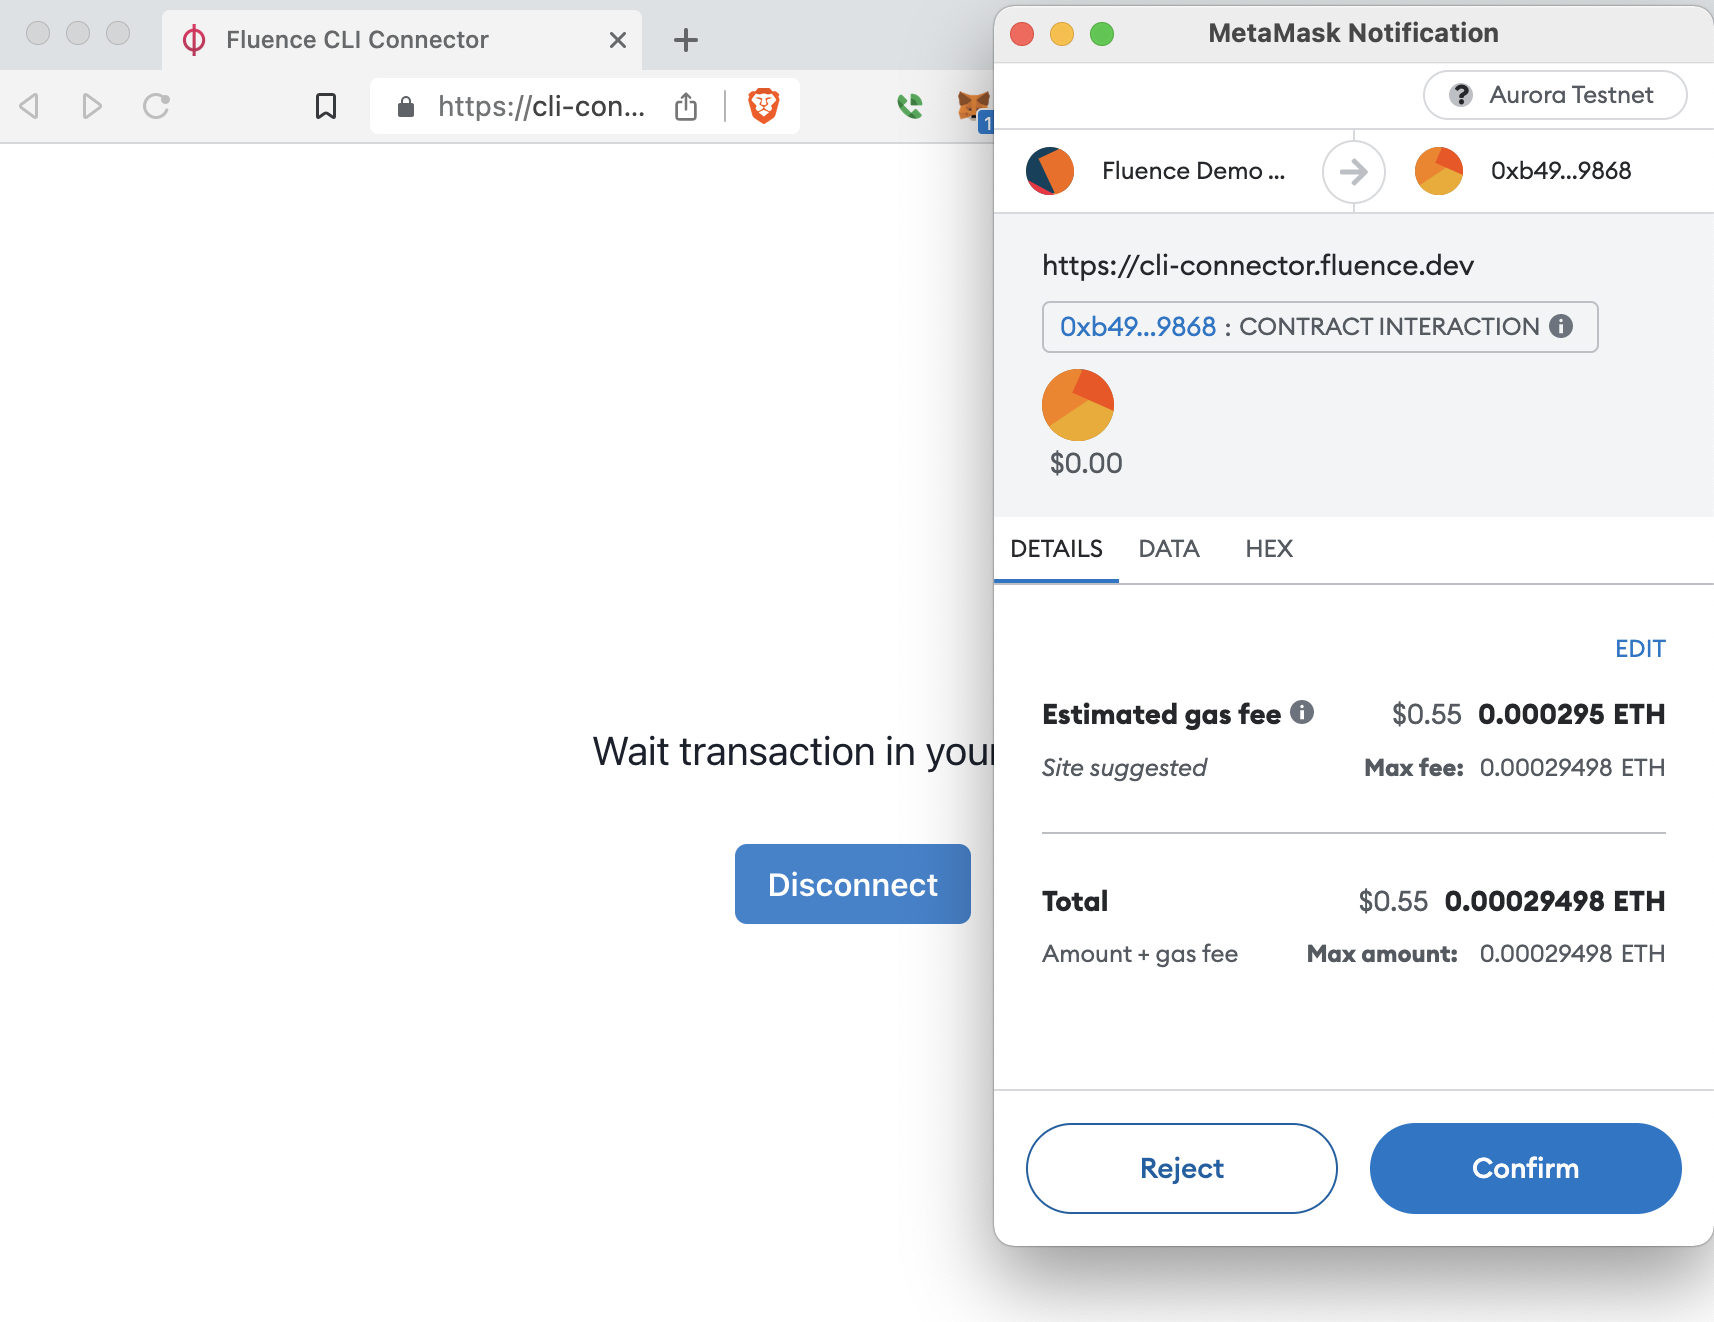 Fluence CLI Connector
https://cli-con...
1
Wait transaction in your
Disconnect
MetaMask Notification
? Aurora Testnet
Fluence Demo ...
0xb49...9868
https://cli-connector.fluence.dev
0xb49...9868 : CONTRACT INTERACTION
$0.00
DETAILS DATA HEX
EDIT
Estimated gas fee $0.55 0.000295 ETH
Site suggested Max fee: 0.00029498 ETH
Total $0.55 0.00029498 ETH
Amount + gas fee Max amount: 0.00029498 ETH
Reject Confirm